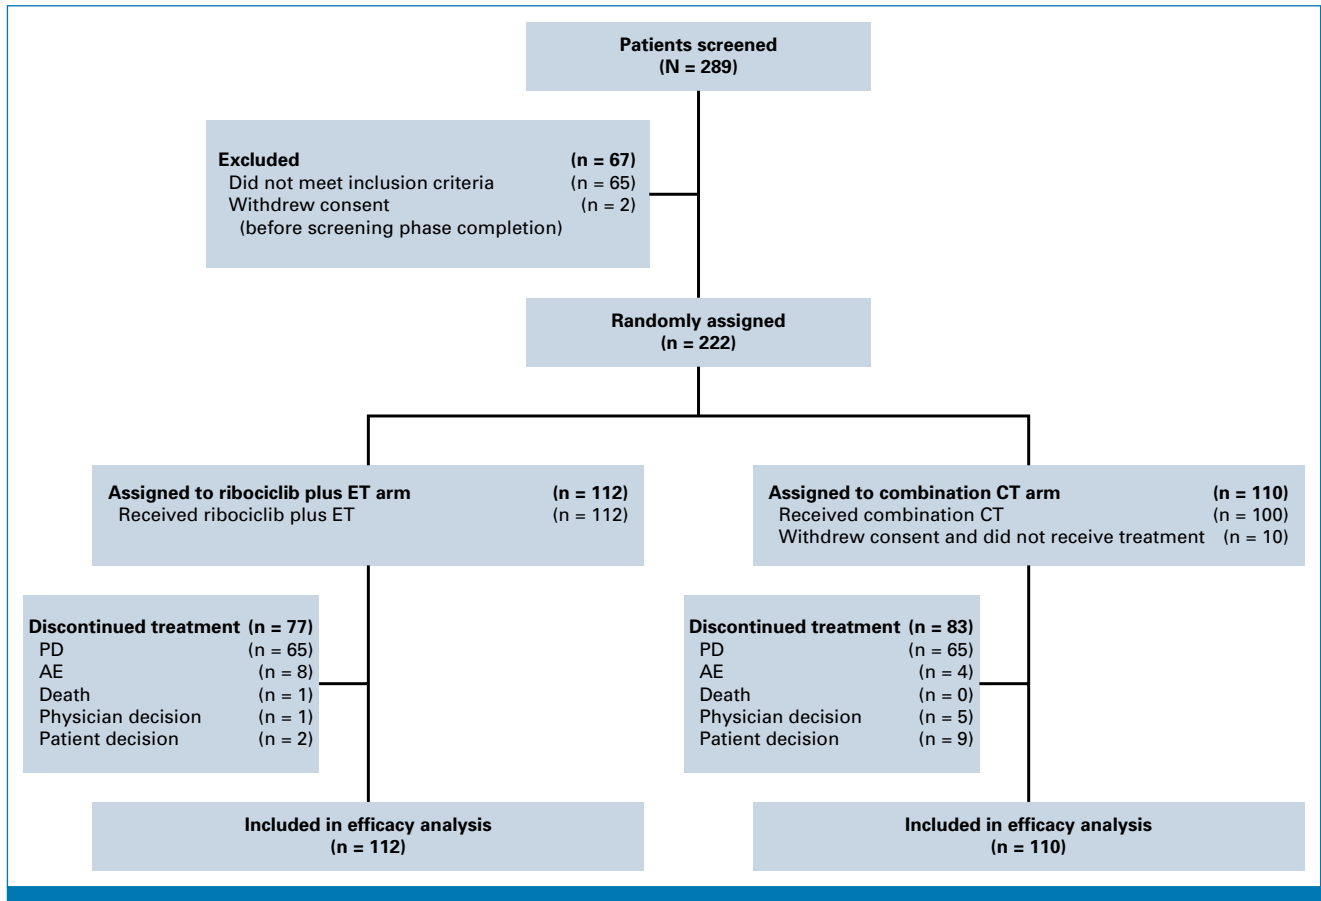 Patients screened
(N = 289)
Excluded (n = 67)
Did not meet inclusion criteria (n = 65)
Withdrew consent (n = 2)
(before screening phase completion)
Randomly assigned
(n = 222)
Assigned to ribociclib plus ET arm (n = 112)
Received ribociclib plus ET (n = 112)
Assigned to combination CT arm (n = 110)
Received combination CT (n = 100)
Withdrew consent and did not receive treatment (n = 10)
Discontinued treatment (n = 77)
PD (n = 65)
AE (n = 8)
Death (n = 1)
Physician decision (n = 1)
Patient decision (n = 2)
Discontinued treatment (n = 83)
PD (n = 65)
AE (n = 4)
Death (n = 0)
Physician decision (n = 5)
Patient decision (n = 9)
Included in efficacy analysis
(n = 112)
Included in efficacy analysis
(n = 110)